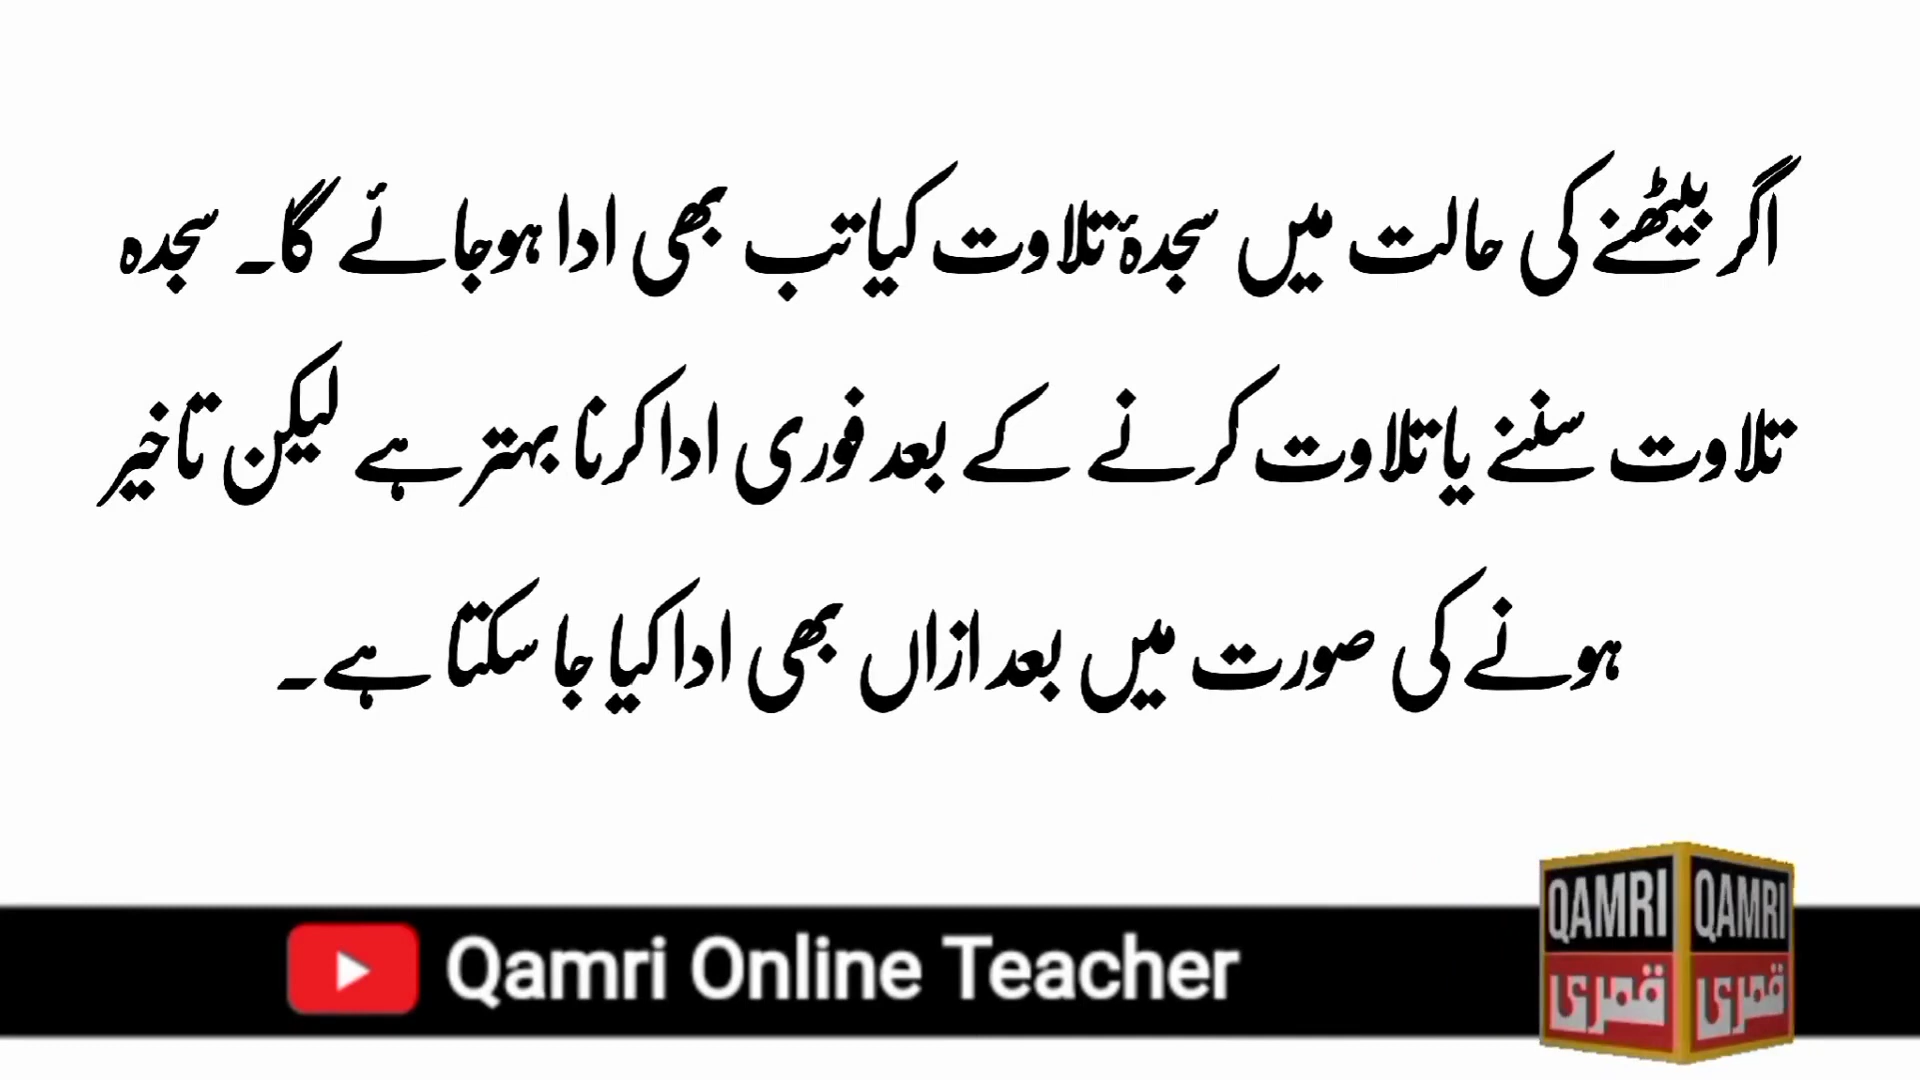 اگر بیٹھنے کی حالت میں سجدۂ تلاوت کیا تب بھی ادا ہوجائے گا۔ سجدہ
تلاوت سننے یا تلاوت کرنے کے بعد فوری ادا کرنا بہتر ہے لیکن تاخیر
ہونے کی صورت میں بعد ازاں بھی ادا کیا جا سکتا ہے۔
Qamri Online Teacher
QAMRI QAMRI
قمری قمری